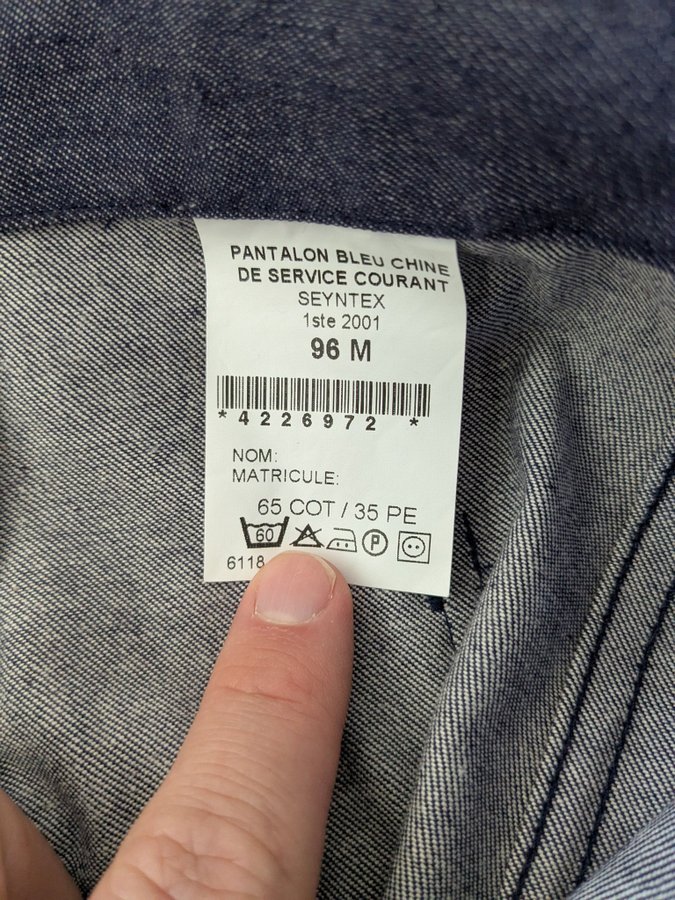 PANTALON BLEU CHINE
DE SERVICE COURANT
SEYNTEX
1ste 2001
96 M
*4226972 *
NOM:
MATRICULE:
65 COT / 35 PE
60 P
6118